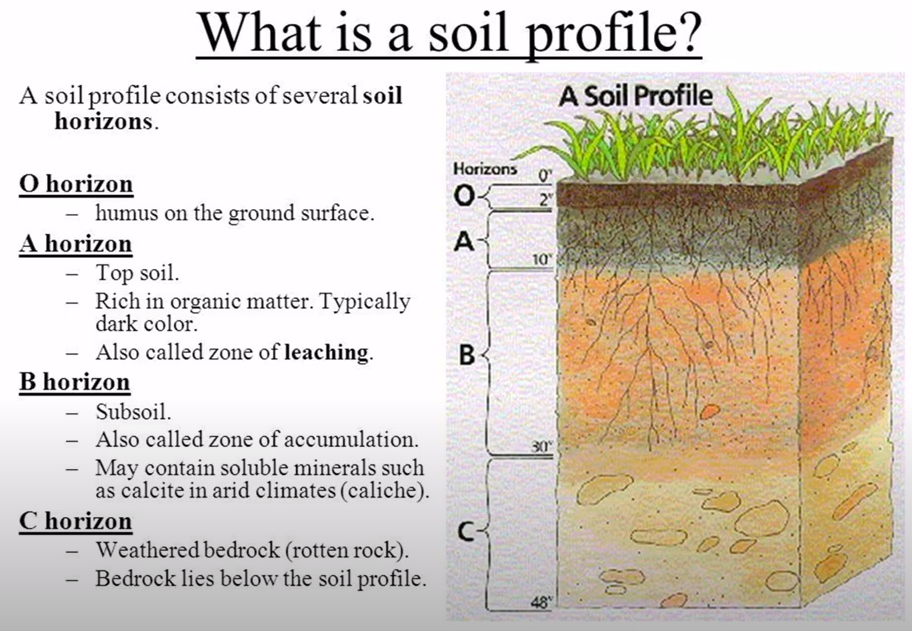 What is a soil profile?
A soil profile consists of several soil
horizons.
O horizon
– humus on the ground surface.
A horizon
– Top soil.
– Rich in organic matter. Typically
dark color.
– Also called zone of leaching.
B horizon
– Subsoil.
– Also called zone of accumulation.
– May contain soluble minerals such
as calcite in arid climates (caliche).
C horizon
– Weathered bedrock (rotten rock).
– Bedrock lies below the soil profile.
A Soil Profile
Horizons
0"
O
2"
A
10"
B
30"
C
48"